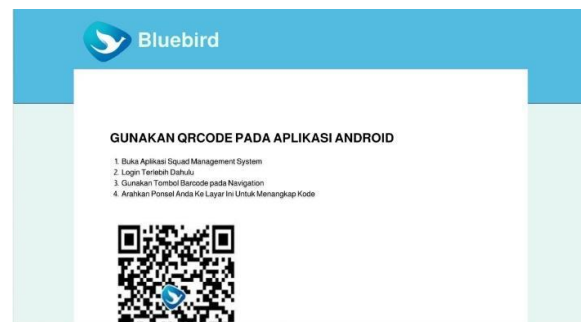 Bluebird
GUNAKAN QRCODE PADA APLIKASI ANDROID
1. Buka Aplikasi Squad Management System
2. Login Terlebih Dahulu
3. Gunakan Tombol Barcode pada Navigation
4. Arahkan Ponsel Anda Ke Layar Ini Untuk Menangkap Kode